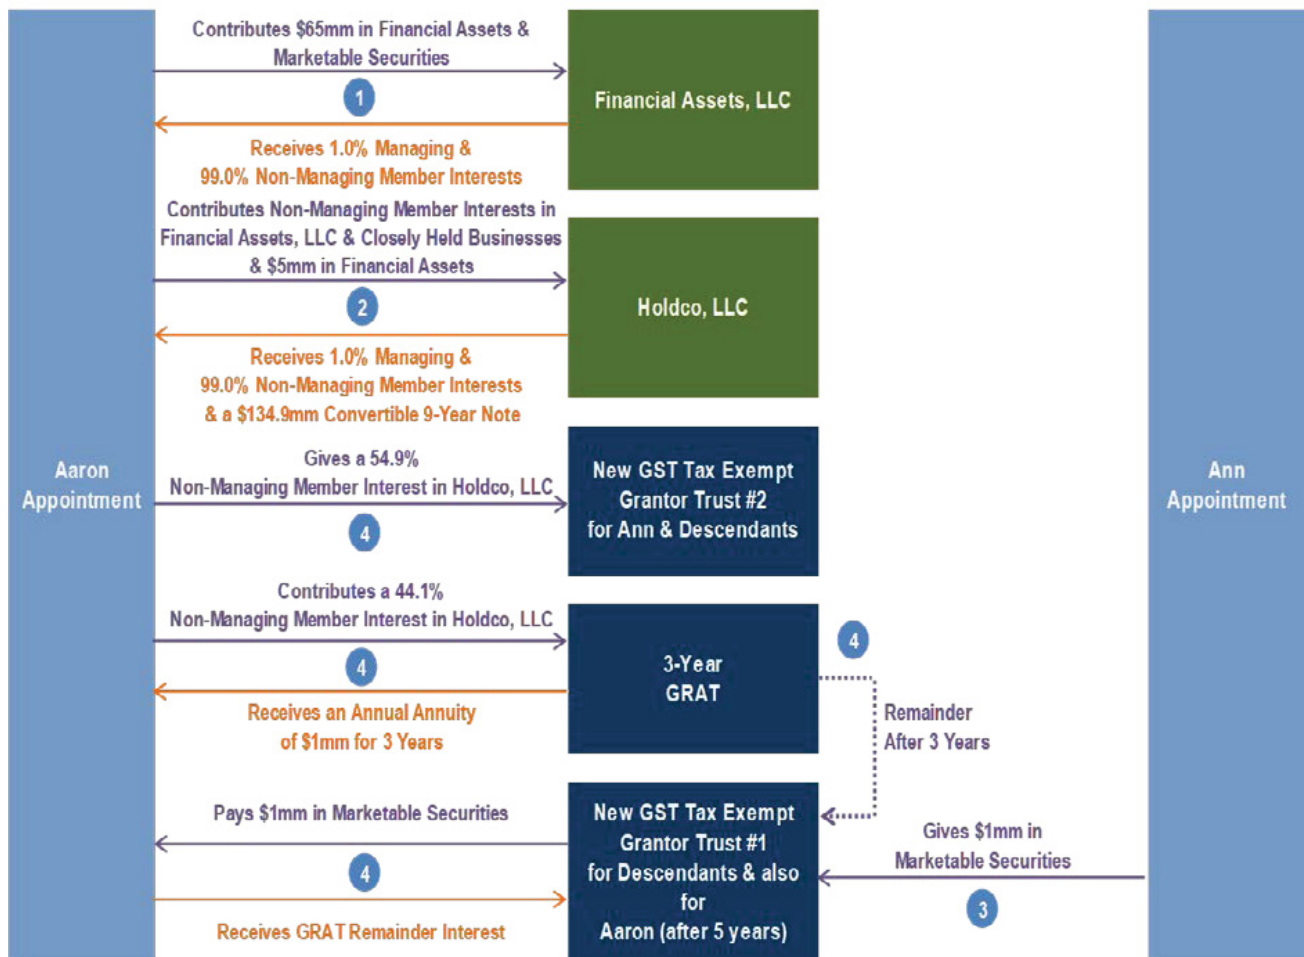 Contributes $65mm in Financial Assets &
Marketable Securities
1
Financial Assets, LLC
Receives 1.0% Managing &
99.0% Non-Managing Member Interests
Contributes Non-Managing Member Interests in
Financial Assets, LLC & Closely Held Businesses
& $5mm in Financial Assets
2
Holdco, LLC
Receives 1.0% Managing &
99.0% Non-Managing Member Interests
& a $134.9mm Convertible 9-Year Note
Aaron
Appointment
Gives a 54.9%
Non-Managing Member Interest in Holdco, LLC
4
New GST Tax Exempt
Grantor Trust #2
for Ann & Descendants
Ann
Appointment
Contributes a 44.1%
Non-Managing Member Interest in Holdco, LLC
4
3-Year
GRAT
4
Receives an Annual Annuity
of $1mm for 3 Years
Remainder
After 3 Years
Pays $1mm in Marketable Securities
4
Receives GRAT Remainder Interest
New GST Tax Exempt
Grantor Trust #1
for Descendants & also
for
Aaron (after 5 years)
Gives $1mm in
Marketable Securities
3